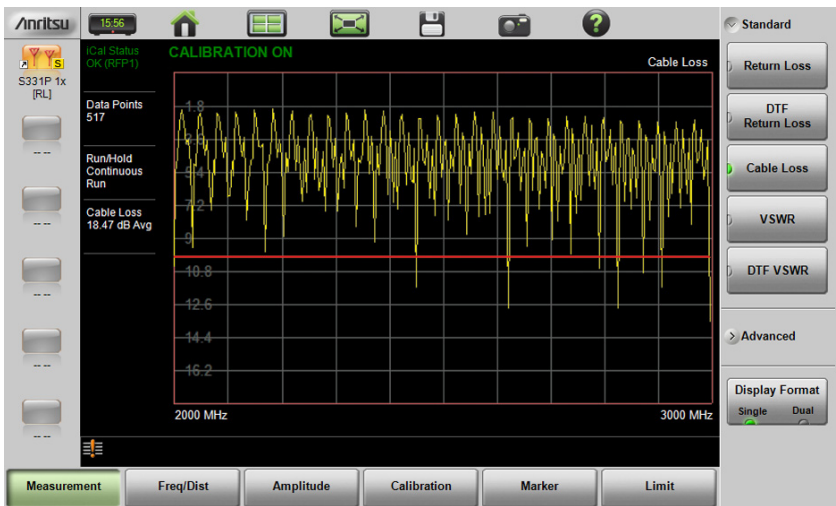 Anritsu
15:56
?
Standard
S331P 1x
[RL]
iCal Status
OK (RFP1)
CALIBRATION ON
Cable Loss
Data Points
517
Run/Hold
Continuous
Run
Cable Loss
18.47 dB Avg
1.8
5.4
7.2
9
10.8
12.6
14.4
16.2
2000 MHz
3000 MHz
Return Loss
DTF
Return Loss
Cable Loss
VSWR
DTF VSWR
Advanced
Display Format
Single Dual
-- --
-- --
-- --
-- --
-- --
Measurement
Freq/Dist
Amplitude
Calibration
Marker
Limit